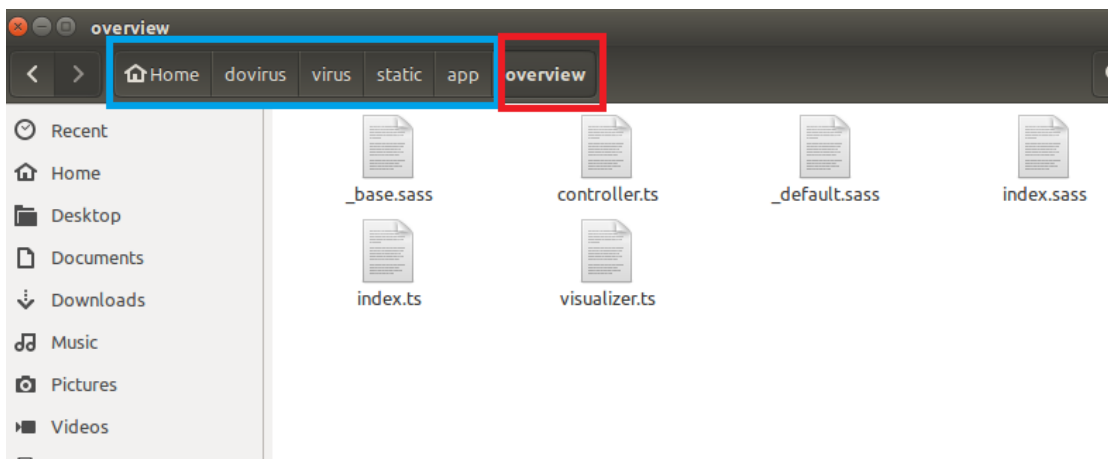 overview
Home dovirus virus static app overview
Recent
Home
Desktop
Documents
Downloads
Music
Pictures
Videos
_base.sass controller.ts _default.sass index.sass
index.ts visualizer.ts